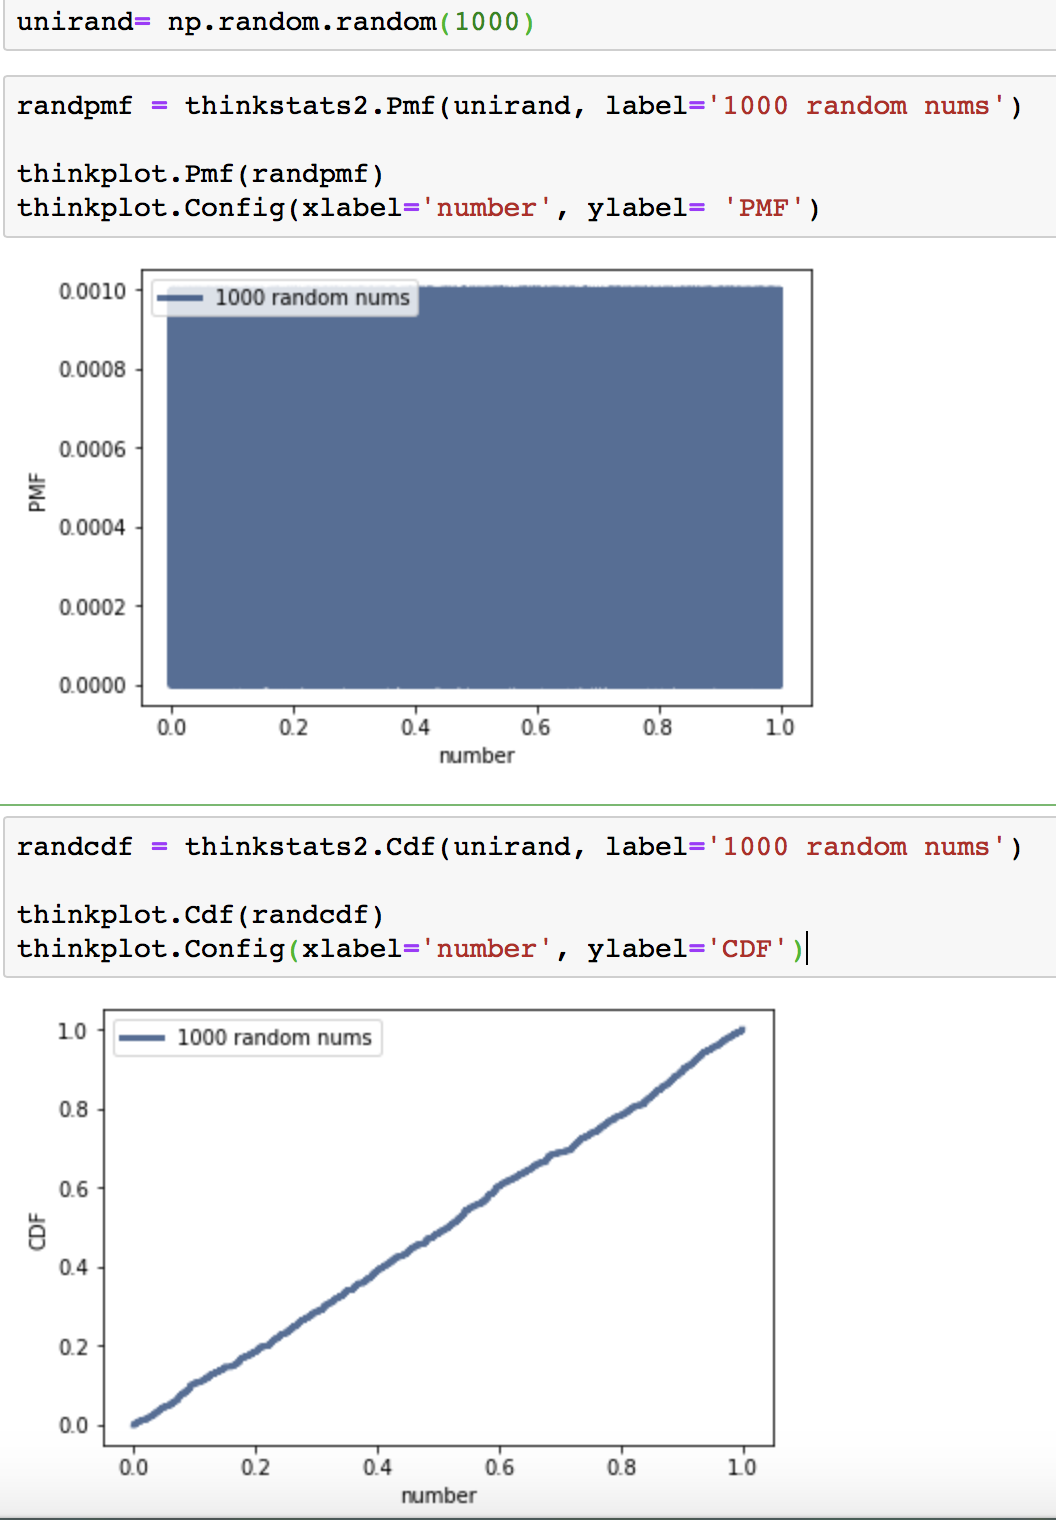 unirand= np.random.random(1000)
randpmf = thinkstats2.Pmf(unirand, label='1000 random nums')
thinkplot.Pmf(randpmf)
thinkplot.Config(xlabel='number', ylabel= 'PMF')
1000 random nums
0.0010
0.0008
0.0006
0.0004
0.0002
0.0000
PMF
0.0 0.2 0.4 0.6 0.8 1.0
number
randcdf = thinkstats2.Cdf(unirand, label='1000 random nums')
thinkplot.Cdf(randcdf)
thinkplot.Config(xlabel='number', ylabel='CDF')
1000 random nums
1.0
0.8
0.6
0.4
0.2
0.0
CDF
0.0 0.2 0.4 0.6 0.8 1.0
number